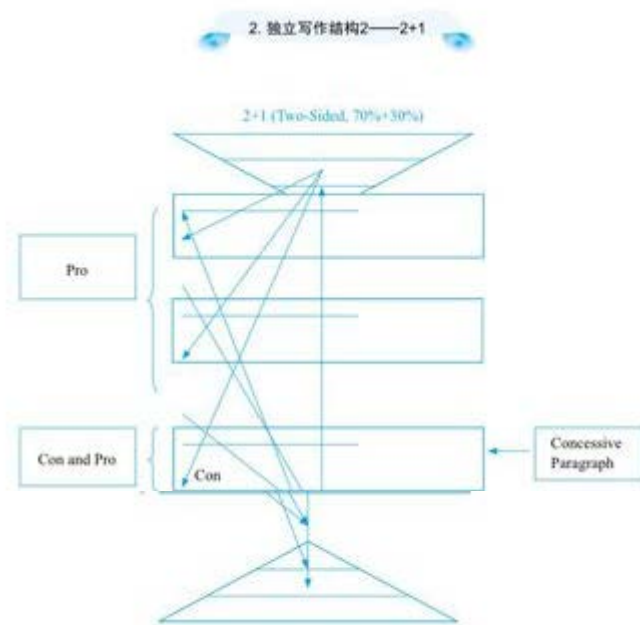 2. 独立写作结构2——2+1
2+1 (Two-Sided, 70%+30%)
Pro
Con and Pro
Con
Concessive
Paragraph